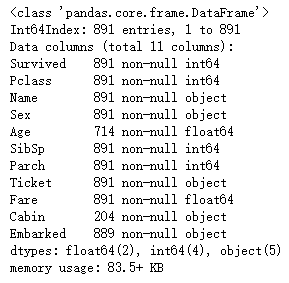 <class 'pandas.core.frame.DataFrame'>
Int64Index: 891 entries, 1 to 891
Data columns (total 11 columns):
Survived    891 non-null int64
Pclass      891 non-null int64
Name        891 non-null object
Sex         891 non-null object
Age         714 non-null float64
SibSp       891 non-null int64
Parch       891 non-null int64
Ticket      891 non-null object
Fare        891 non-null float64
Cabin       204 non-null object
Embarked    889 non-null object
dtypes: float64(2), int64(4), object(5)
memory usage: 83.5+ KB